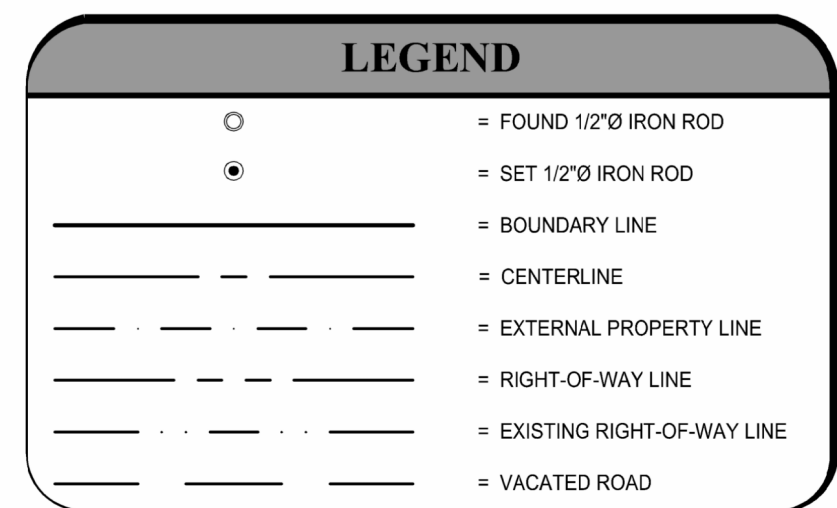 LEGEND
= FOUND 1/2"Ø IRON ROD
= SET 1/2"Ø IRON ROD
= BOUNDARY LINE
= CENTERLINE
= EXTERNAL PROPERTY LINE
= RIGHT-OF-WAY LINE
= EXISTING RIGHT-OF-WAY LINE
= VACATED ROAD